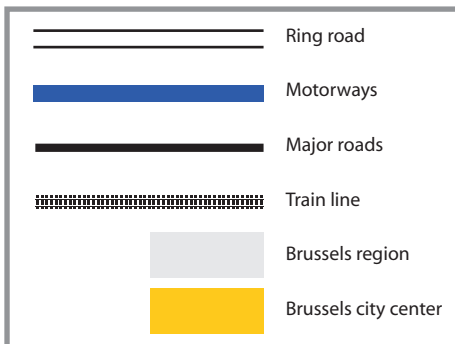 Ring road
Motorways
Major roads
Train line
Brussels region
Brussels city center